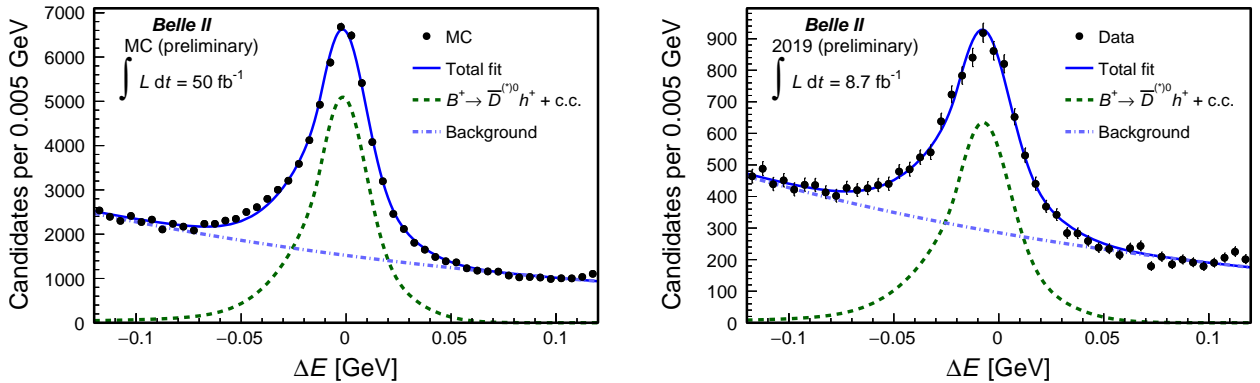 Belle II
MC (preliminary)
∫ L dt = 50 fb⁻¹
MC
Total fit
B⁺→ D̅⁽*⁾⁰h⁺ + c.c.
Background
Candidates per 0.005 GeV
7000
6000
5000
4000
3000
2000
1000
0
−0.1
−0.05
0
0.05
0.1
ΔE [GeV]
Belle II
2019 (preliminary)
∫ L dt = 8.7 fb⁻¹
Data
Total fit
B⁺→ D̅⁽*⁾⁰h⁺ + c.c.
Background
Candidates per 0.005 GeV
900
800
700
600
500
400
300
200
100
0
−0.1
−0.05
0
0.05
0.1
ΔE [GeV]